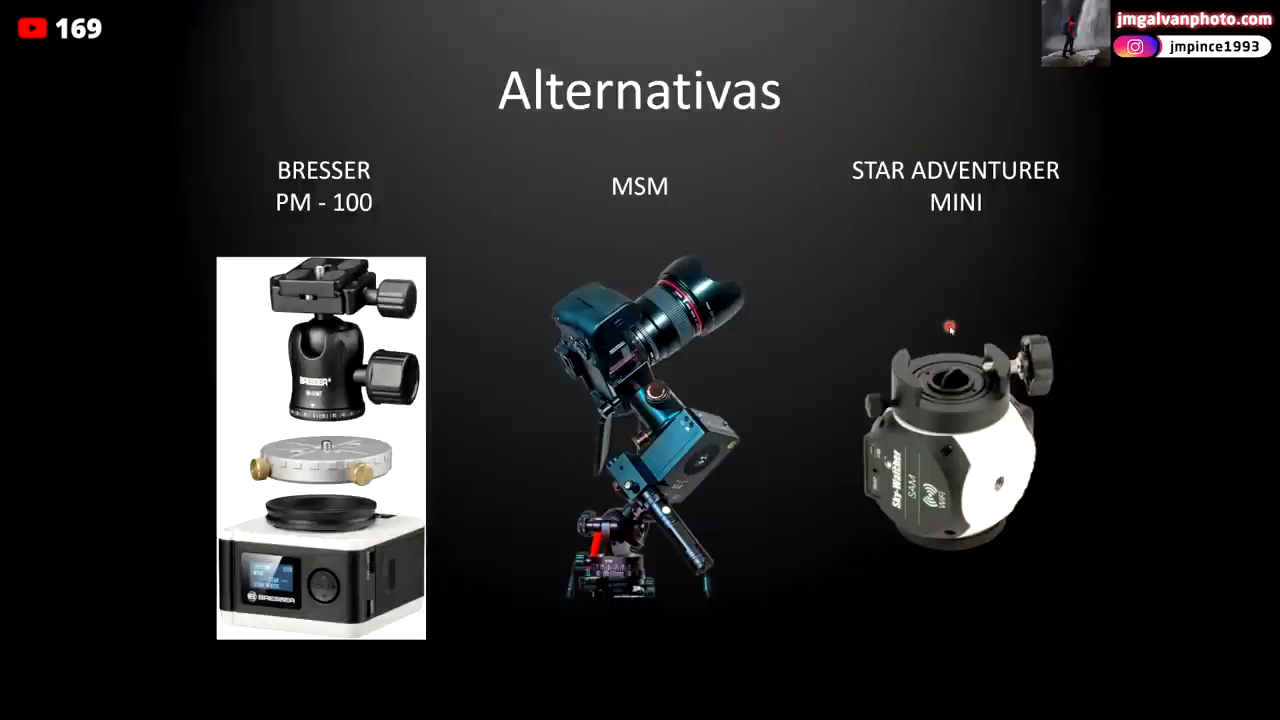 169
jmgalvanphoto.com
jmpince1993
Alternativas
BRESSER
PM - 100
MSM
STAR ADVENTURER
MINI
BRESSER
BRESSER
Sky-Watcher
SAM
WiFi